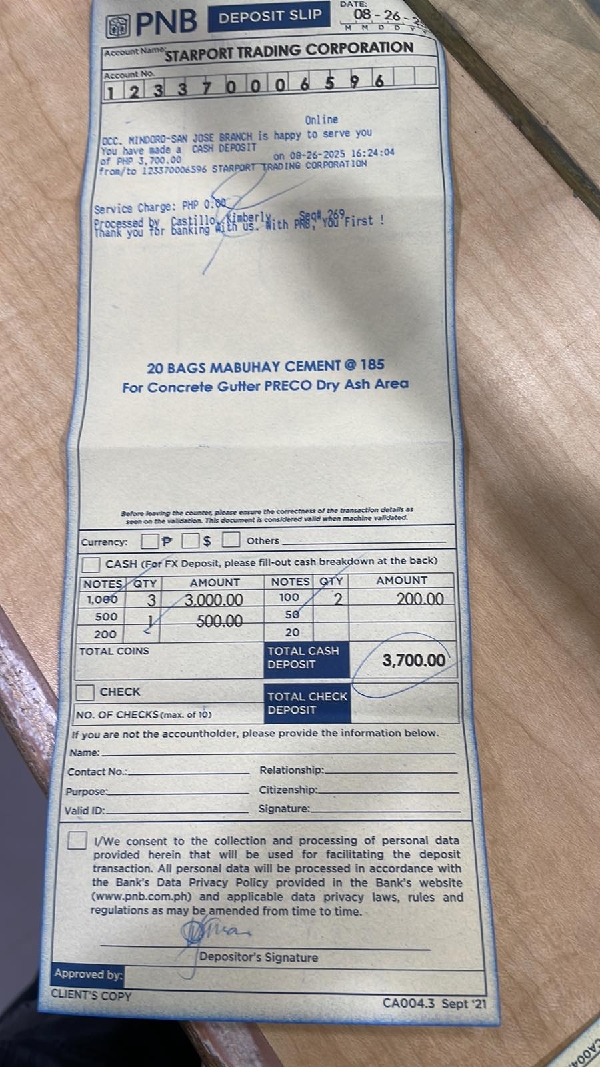 PNB DEPOSIT SLIP
DATE:
08 - 26 -
M M D D
Account Name: STARPORT TRADING CORPORATION
Account No.
1 2 3 3 7 0 0 0 6 5 9 6
Online
OCC. MINDORO-SAN JOSE BRANCH is happy to serve you
You have made a CASH DEPOSIT
of PHP 3,700.00 on 08-26-2025 16:24:04
from/to 123370006596 STARPORT TRADING CORPORATION
Service Charge: PHP 0.00
Processed by Castillo, Kimberly Seq# 269
Thank you for banking with us. With PNB, You First !
20 BAGS MABUHAY CEMENT @ 185
For Concrete Gutter PRECO Dry Ash Area
Before leaving the counter, please ensure the correctness of the transaction details as
seen on the validation. This document is considered valid when machine validated.
Currency: ₱ $ Others
CASH (For FX Deposit, please fill-out cash breakdown at the back)
NOTES QTY AMOUNT NOTES QTY AMOUNT
1,000 3 3,000.00 100 2 200.00
500 1 500.00 50
200 20
TOTAL COINS TOTAL CASH DEPOSIT 3,700.00
CHECK
NO. OF CHECKS (max. of 10) TOTAL CHECK DEPOSIT
If you are not the accountholder, please provide the information below.
Name:
Contact No.: Relationship:
Purpose: Citizenship:
Valid ID: Signature:
I/We consent to the collection and processing of personal data
provided herein that will be used for facilitating the deposit
transaction. All personal data will be processed in accordance with
the Bank's Data Privacy Policy provided in the Bank's website
(www.pnb.com.ph) and applicable data privacy laws, rules and
regulations as may be amended from time to time.
Depositor's Signature
Approved by:
CLIENT'S COPY CA004.3 Sept '21